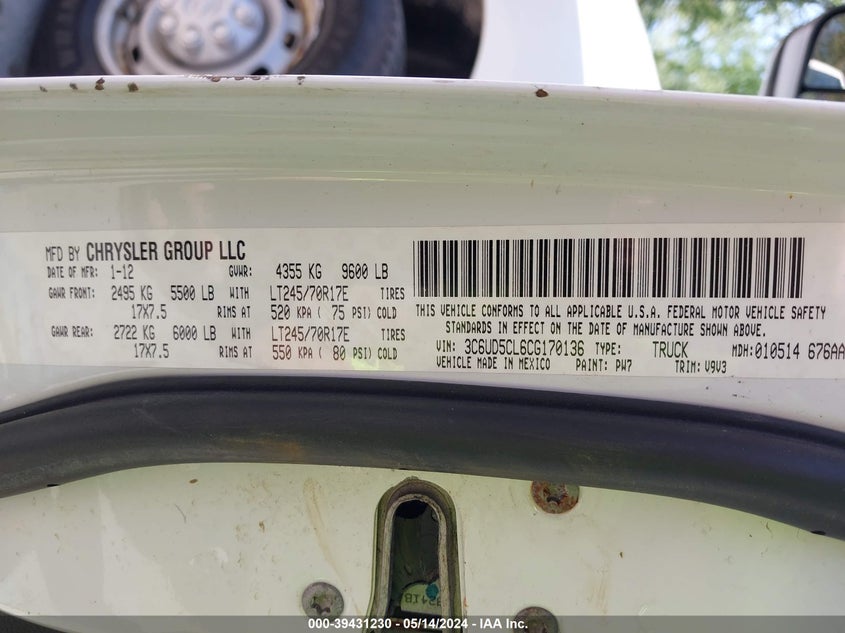 MFD BY CHRYSLER GROUP LLC
DATE OF MFR: 1-12 GVWR: 4355 KG 9600 LB
GAWR FRONT: 2495 KG 5500 LB WITH LT245/70R17E TIRES
17X7.5 RIMS AT 520 KPA ( 75 PSI) COLD
GAWR REAR: 2722 KG 6000 LB WITH LT245/70R17E TIRES
17X7.5 RIMS AT 550 KPA ( 80 PSI) COLD
THIS VEHICLE CONFORMS TO ALL APPLICABLE U.S.A. FEDERAL MOTOR VEHICLE SAFETY
STANDARDS IN EFFECT ON THE DATE OF MANUFACTURE SHOWN ABOVE.
VIN: 3C6UD5CL6CG170136 TYPE: TRUCK MDH:010514 676AA
VEHICLE MADE IN MEXICO PAINT: PW7 TRIM: V9V3
000-39431230 - 05/14/2024 - IAA Inc.